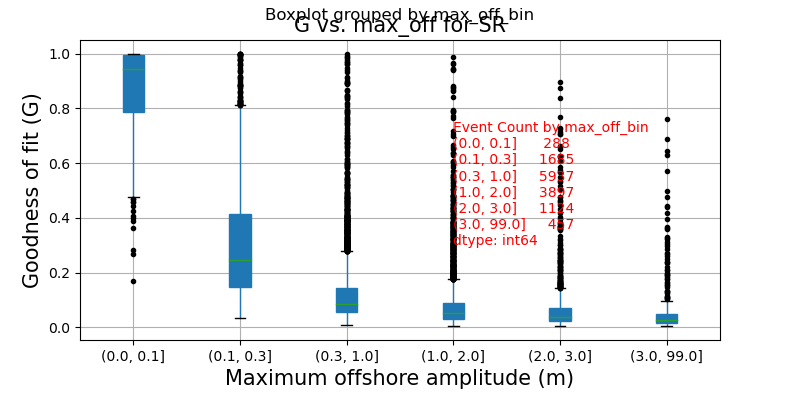 Boxplot grouped by max_off_bin
G vs. max_off for SR
Goodness of fit (G)
1.0
0.8
0.6
0.4
0.2
0.0
Event Count by max_off_bin
(0.0, 0.1] 288
(0.1, 0.3]
(0.3, 1.0]
(1.0, 2.0]
(2.0, 3.0]
(3.0, 99.0]
dtype: int64
(0.0, 0.1]
(0.1, 0.3]
(0.3, 1.0]
(1.0, 2.0]
(2.0, 3.0]
(3.0, 99.0]
Maximum offshore amplitude (m)